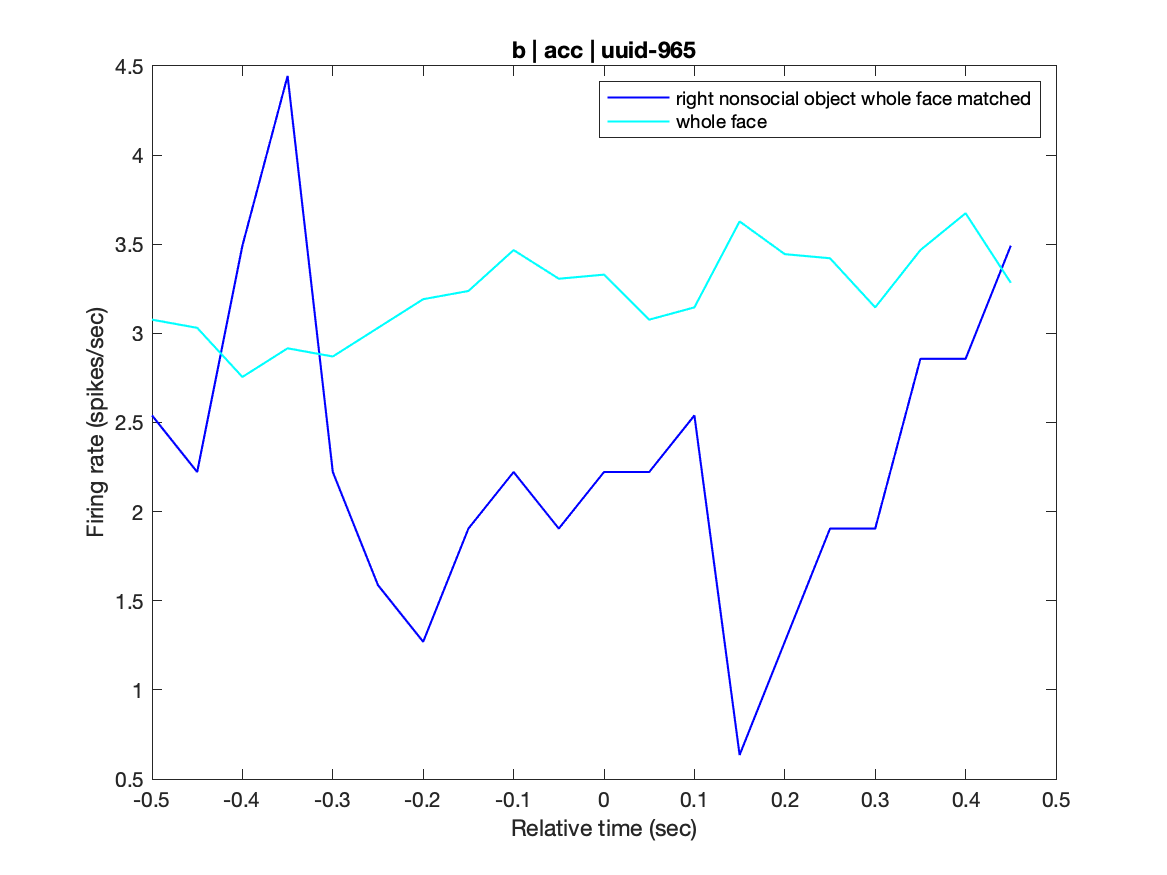 b | acc | uuid-965
4.5
4
3.5
3
2.5
2
1.5
1
0.5
Firing rate (spikes/sec)
right nonsocial object whole face matched
whole face
-0.5 -0.4 -0.3 -0.2 -0.1 0 0.1 0.2 0.3 0.4 0.5
Relative time (sec)